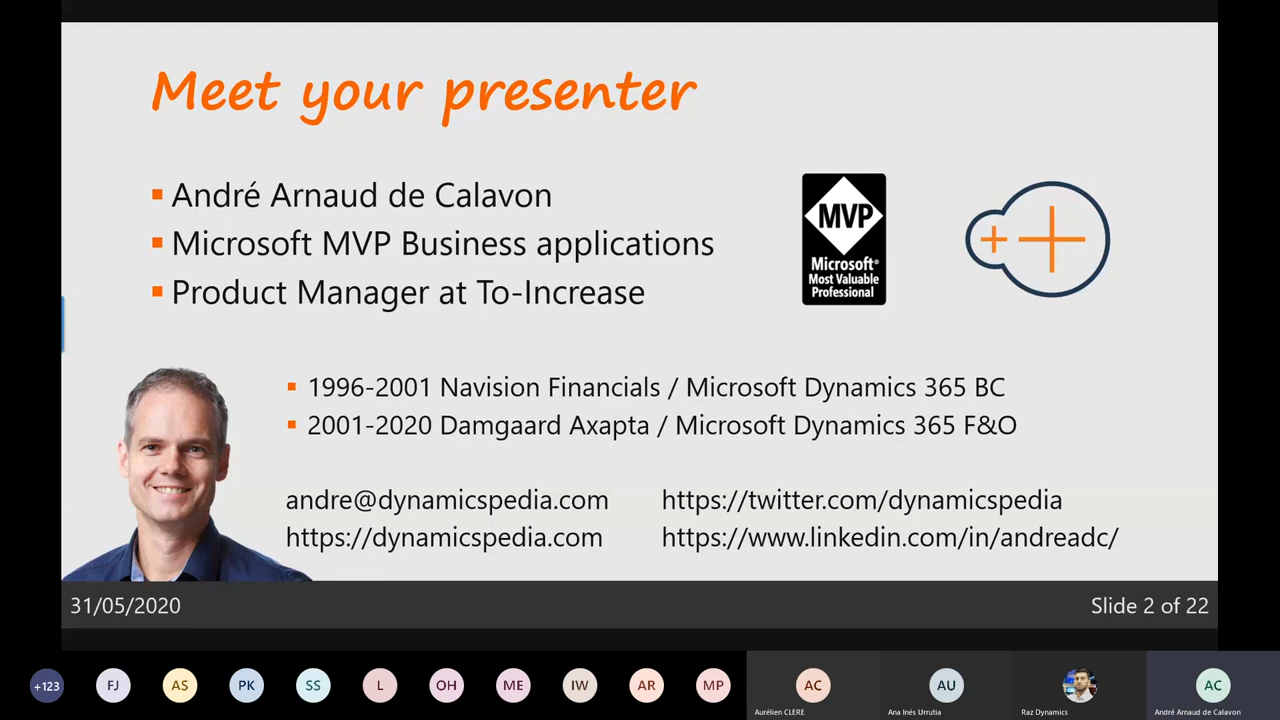 Meet your presenter
André Arnaud de Calavon
Microsoft MVP Business applications
Product Manager at To-Increase
MVP
Microsoft®
Most Valuable
Professional
1996-2001 Navision Financials / Microsoft Dynamics 365 BC
2001-2020 Damgaard Axapta / Microsoft Dynamics 365 F&O
andre@dynamicspedia.com
https://twitter.com/dynamicspedia
https://dynamicspedia.com
https://www.linkedin.com/in/andreadc/
31/05/2020
Slide 2 of 22
+123
FJ
AS
PK
SS
L
OH
ME
IW
AR
MP
AC
Aurélien CLERE
AU
Ana Inés Urrutia
Raz Dynamics
AC
André Arnaud de Calavon